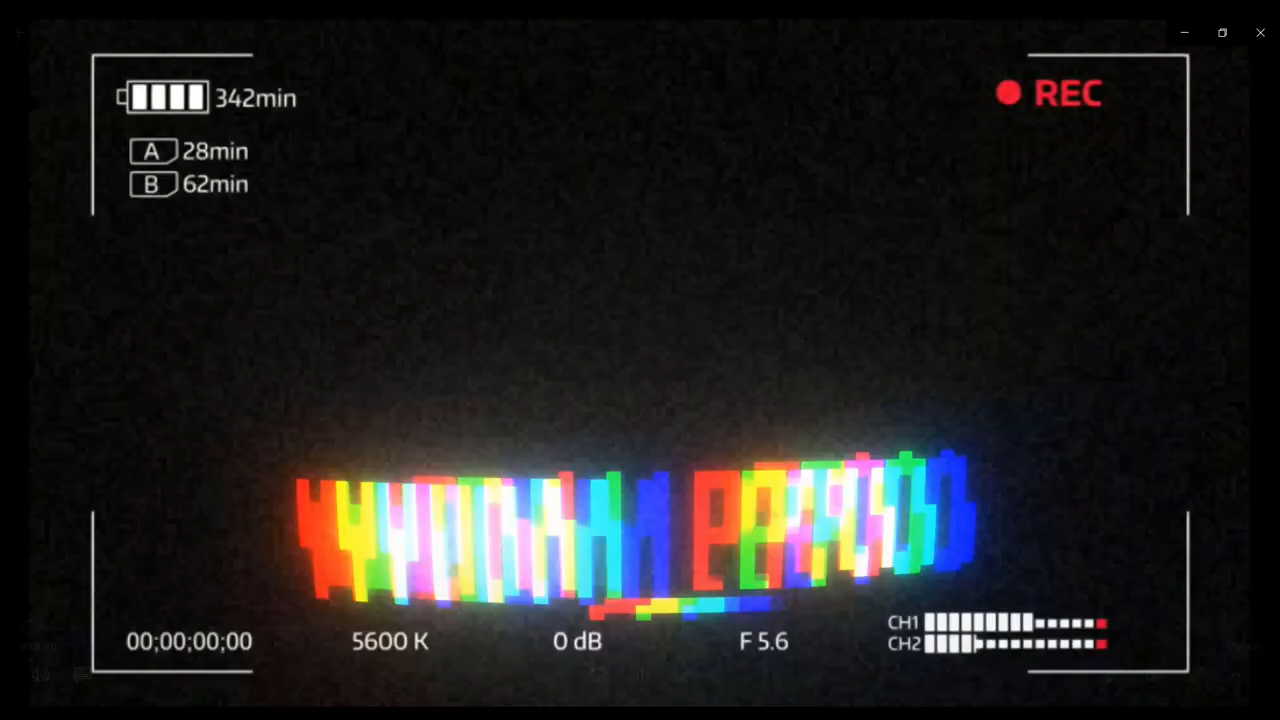 342min
REC
A 28min
B 62min
00;00;00;00
5600 K
0 dB
F 5.6
CH1
CH2